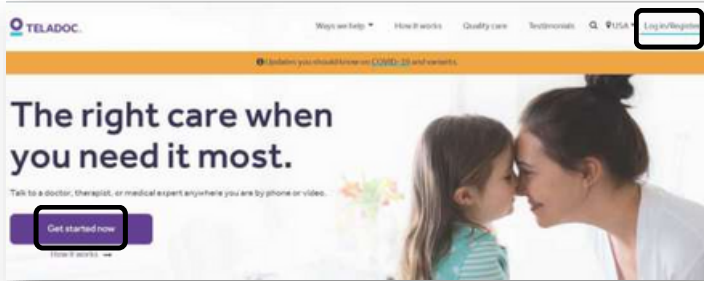 TELADOC.
Ways we help How it works Quality care Testimonials USA Log in/Register
Updates you should know on COVID-19 and variants.
The right care when
you need it most.
Talk to a doctor, therapist, or medical expert anywhere you are by phone or video.
Get started now
How it works →